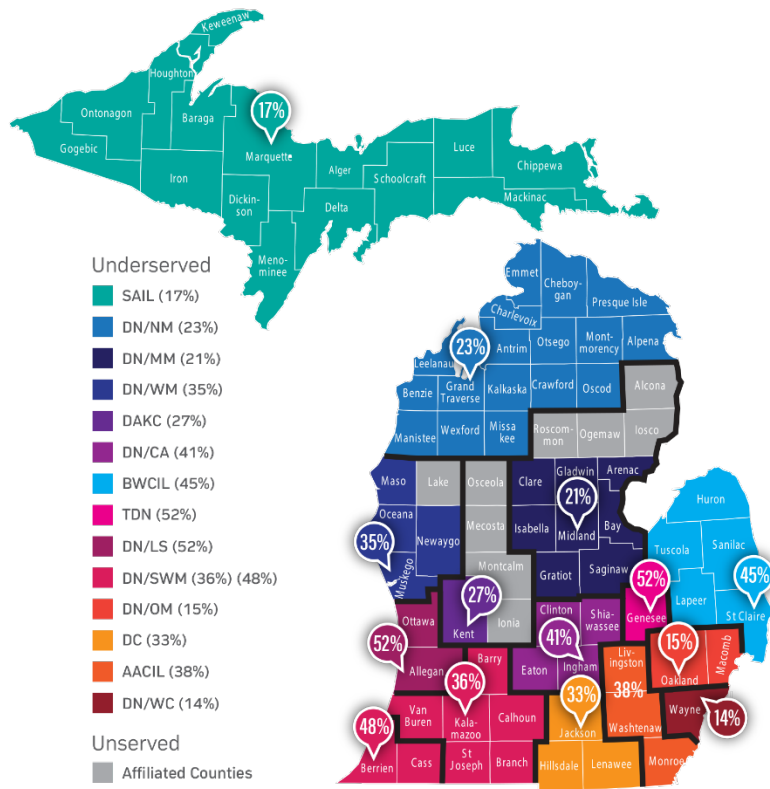 Keweenaw
Houghton
Ontonagon
Baraga
17%
Gogebic
Marquette
Iron
Alger
Luce
Chippewa
Schoolcraft
Mackinac
Dickin-
son
Delta
Meno-
minee
Underserved
SAIL (17%)
DN/NM (23%)
DN/MM (21%)
DN/WM (35%)
DAKC (27%)
DN/CA (41%)
BWCIL (45%)
TDN (52%)
DN/LS (52%)
DN/SWM (36%) (48%)
DN/OM (15%)
DC (33%)
AACIL (38%)
DN/WC (14%)
Unserved
Affiliated Counties
Emmet
Cheboy-
gan
Presque Isle
Charlevoix
23%
Antrim
Otsego
Mont-
morency
Alpena
Leelanau
Benzie
Grand
Traverse
Kalkaska
Crawford
Oscod
Alcona
Manistee
Wexford
Missa
kee
Roscom-
mon
Ogemaw
Iosco
Maso
Lake
Osceola
Clare
Gladwin
Arenac
Oceana
Newaygo
Mecosta
Isabella
21%
Midland
Bay
Huron
35%
Muskego
Montcalm
Gratiot
Saginaw
Tuscola
Sanilac
Ottawa
27%
Kent
Ionia
Clinton
Shia-
wassee
52%
Genesee
Lapeer
45%
St Claire
52%
Allegan
Barry
Eaton
41%
Ingham
Liv-
ingston
15%
Oakland
Macomb
Van
Buren
36%
Kala-
mazoo
Calhoun
33%
Jackson
38%
Washtenaw
Wayne
14%
48%
Berrien
Cass
St
Joseph
Branch
Hillsdale
Lenawee
Monroe